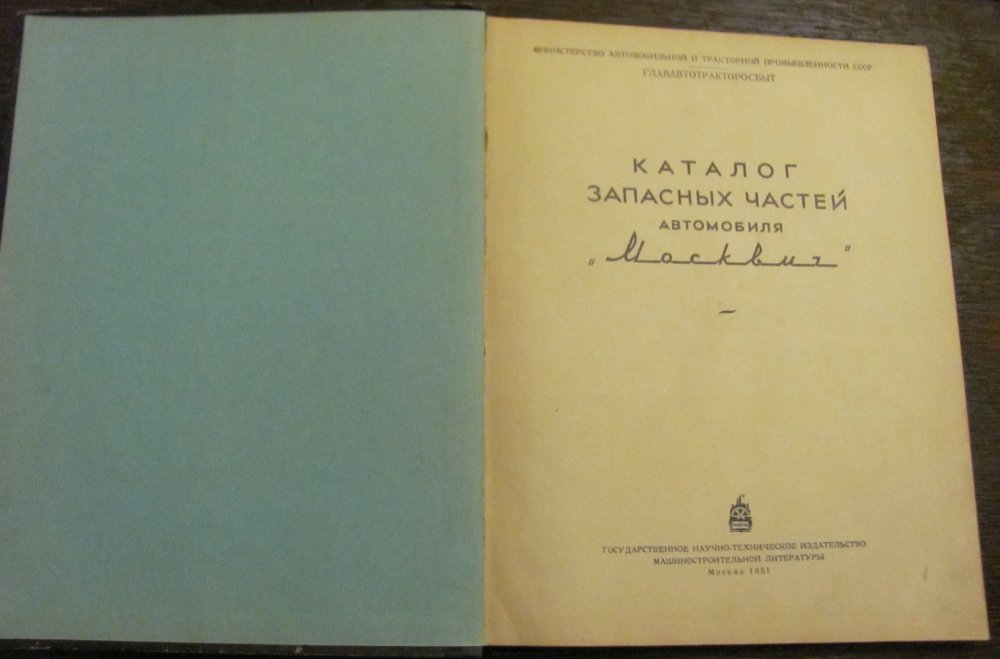 МИНИСТЕРСТВО АВТОМОБИЛЬНОЙ И ТРАКТОРНОЙ ПРОМЫШЛЕННОСТИ СССР
ГЛАВАВТОТРАКТОРОСБЫТ
КАТАЛОГ
ЗАПАСНЫХ ЧАСТЕЙ
АВТОМОБИЛЯ
„Москвич"
ГОСУДАРСТВЕННОЕ НАУЧНО-ТЕХНИЧЕСКОЕ ИЗДАТЕЛЬСТВО
МАШИНОСТРОИТЕЛЬНОЙ ЛИТЕРАТУРЫ
Москва 1951